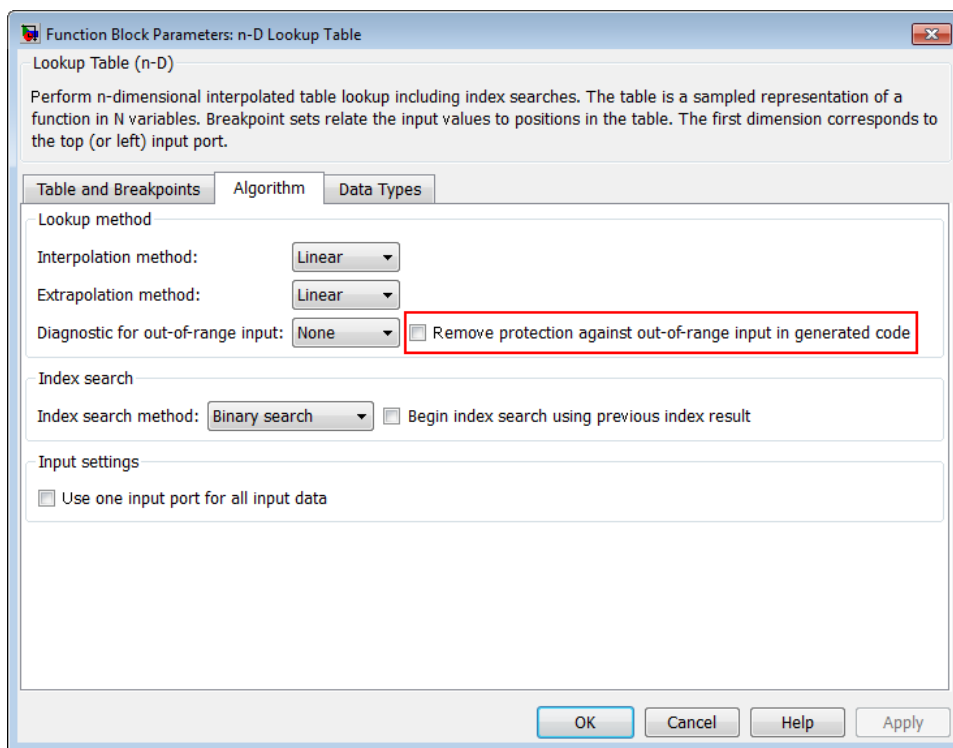 Function Block Parameters: n-D Lookup Table
Lookup Table (n-D)
Perform n-dimensional interpolated table lookup including index searches. The table is a sampled representation of a
function in N variables. Breakpoint sets relate the input values to positions in the table. The first dimension corresponds to
the top (or left) input port.
Table and Breakpoints Algorithm Data Types
Lookup method
Interpolation method: Linear
Extrapolation method: Linear
Diagnostic for out-of-range input: None Remove protection against out-of-range input in generated code
Index search
Index search method: Binary search Begin index search using previous index result
Input settings
Use one input port for all input data
OK Cancel Help Apply